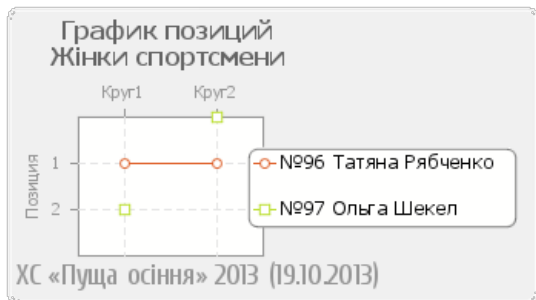 График позиций
Жінки спортсмени
Круг1 Круг2
Позиция
1
2
№96 Татяна Рябченко
№97 Ольга Шекел
ХС «Пуща осіння» 2013 (19.10.2013)